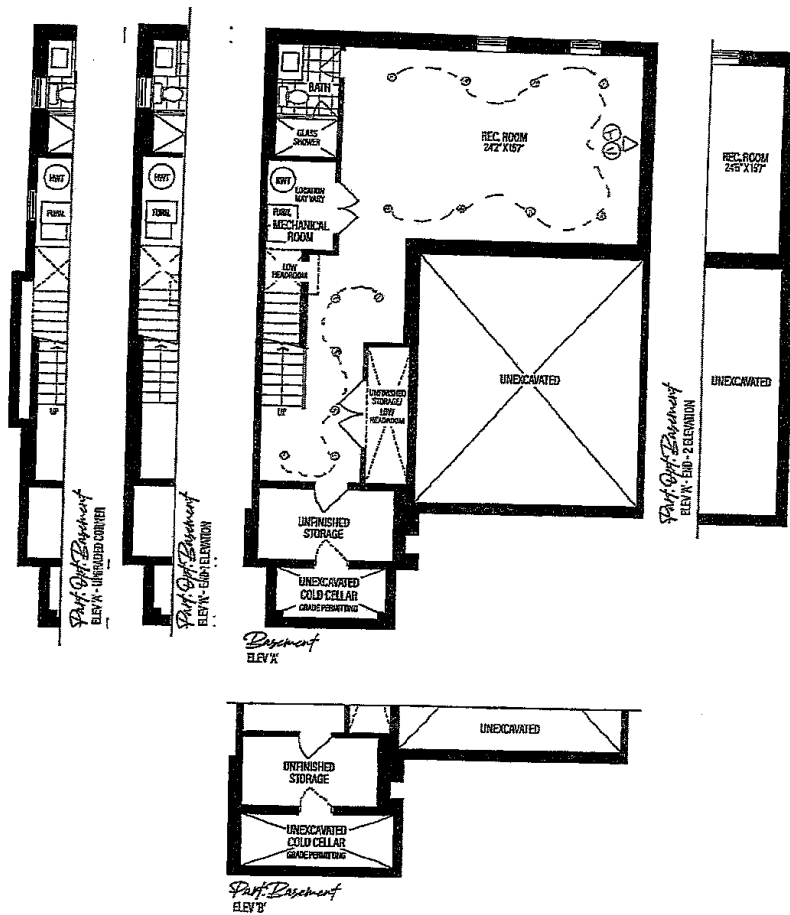 HWT
FURN.
UP
Part. Opt. Basement
ELEV 'A' - UPGRADED CORNER
HWT
FURN.
Part. Opt. Basement
ELEV 'A' - END-1 ELEVATION
BATH
GLASS
SHOWER
HWT
LOCATION
MAY VARY
FURN.
MECHANICAL
ROOM
LOW
HEADROOM
UP
REC. ROOM
24'2" X 15'7"
TV
UNFINISHED
STORAGE/
LOW
HEADROOM
UNEXCAVATED
UNFINISHED
STORAGE
UNEXCAVATED
COLD CELLAR
GRADE PERMITTING
Basement
ELEV 'A'
REC. ROOM
24'5" X 15'7"
UNEXCAVATED
Part. Opt. Basement
ELEV 'A' - END - 2 ELEVATION
UNEXCAVATED
UNFINISHED
STORAGE
UNEXCAVATED
COLD CELLAR
GRADE PERMITTING
Part. Basement
ELEV 'B'